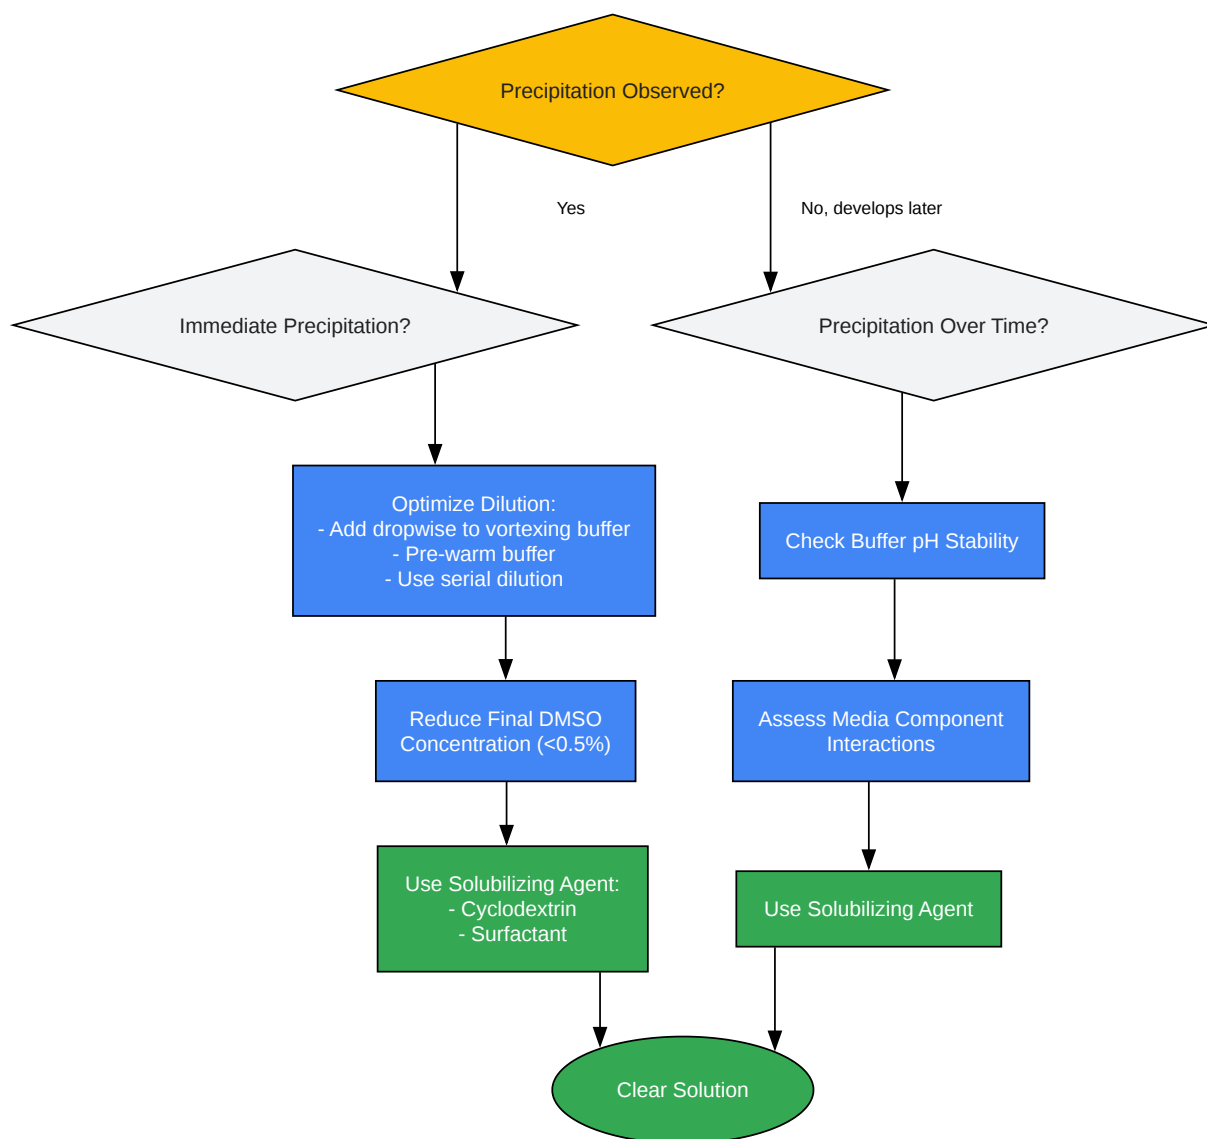 Precipitation Observed?
Yes
No, develops later
Immediate Precipitation?
Precipitation Over Time?
Optimize Dilution:
- Add dropwise to vortexing buffer
- Pre-warm buffer
- Use serial dilution
Check Buffer pH Stability
Reduce Final DMSO
Concentration (<0.5%)
Assess Media Component
Interactions
Use Solubilizing Agent:
- Cyclodextrin
- Surfactant
Use Solubilizing Agent
Clear Solution